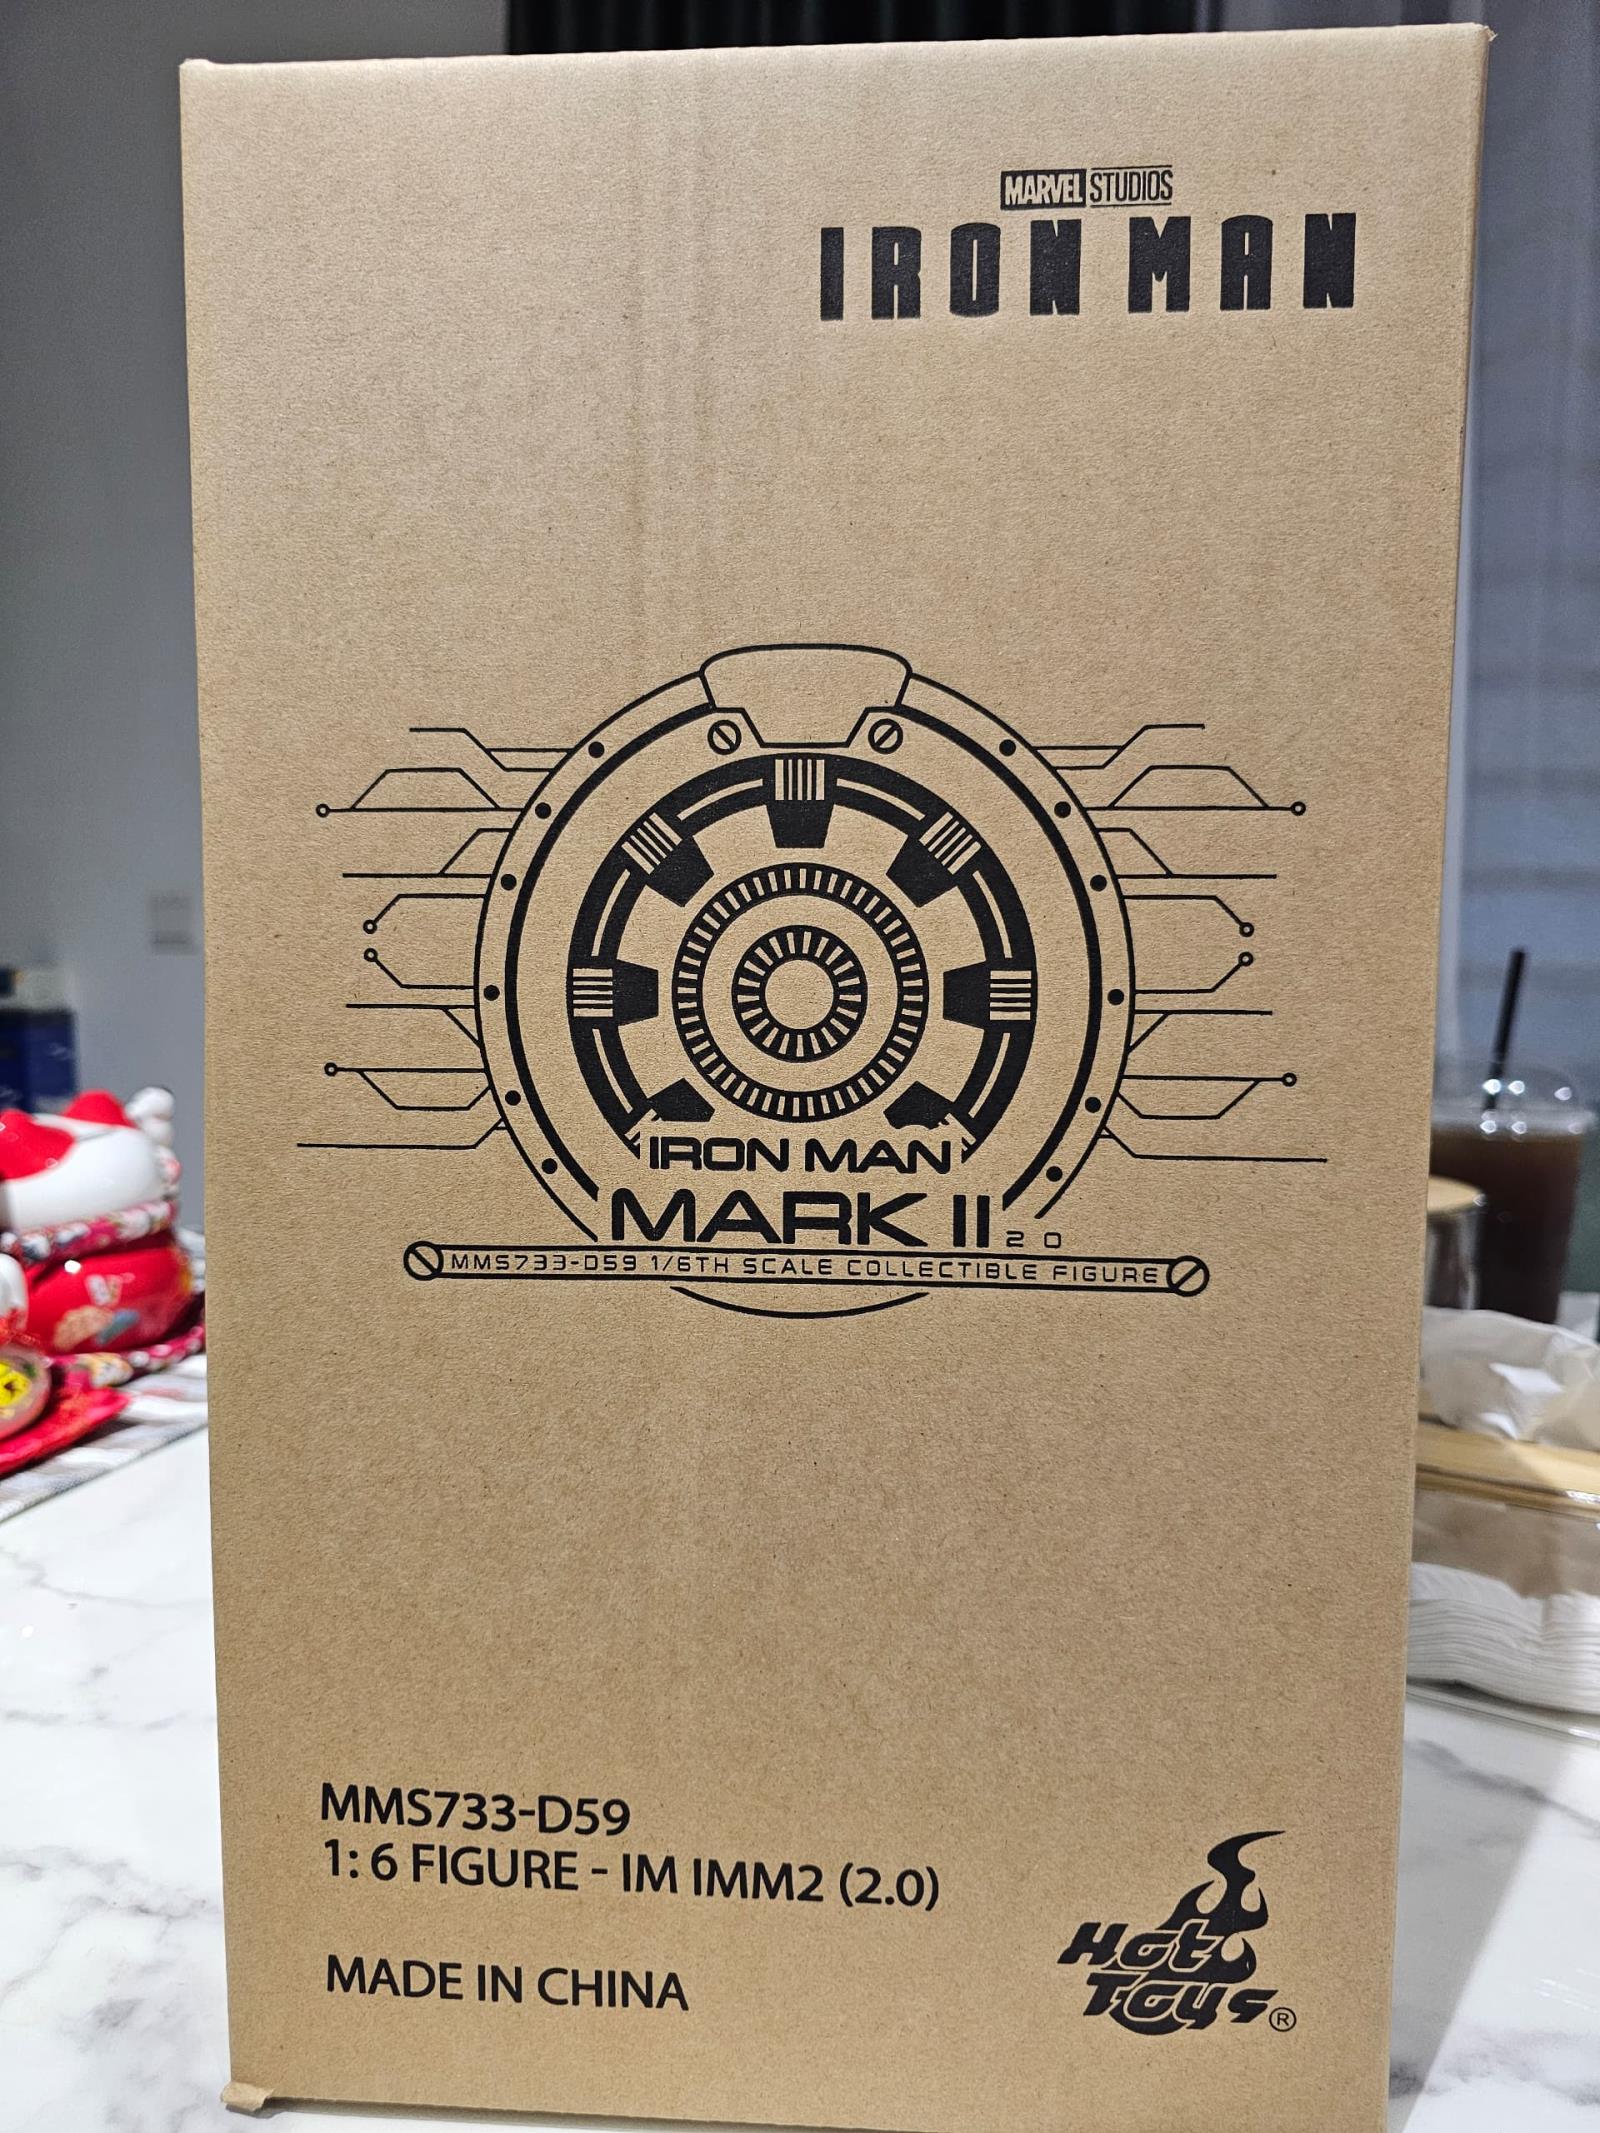 MARVEL STUDIOS
IRON MAN
IRON MAN
MARK II 2 0
MMS733-D59 1/6TH SCALE COLLECTIBLE FIGURE
MMS733-D59
1: 6 FIGURE - IM IMM2 (2.0)
MADE IN CHINA
Hot
Toys ®